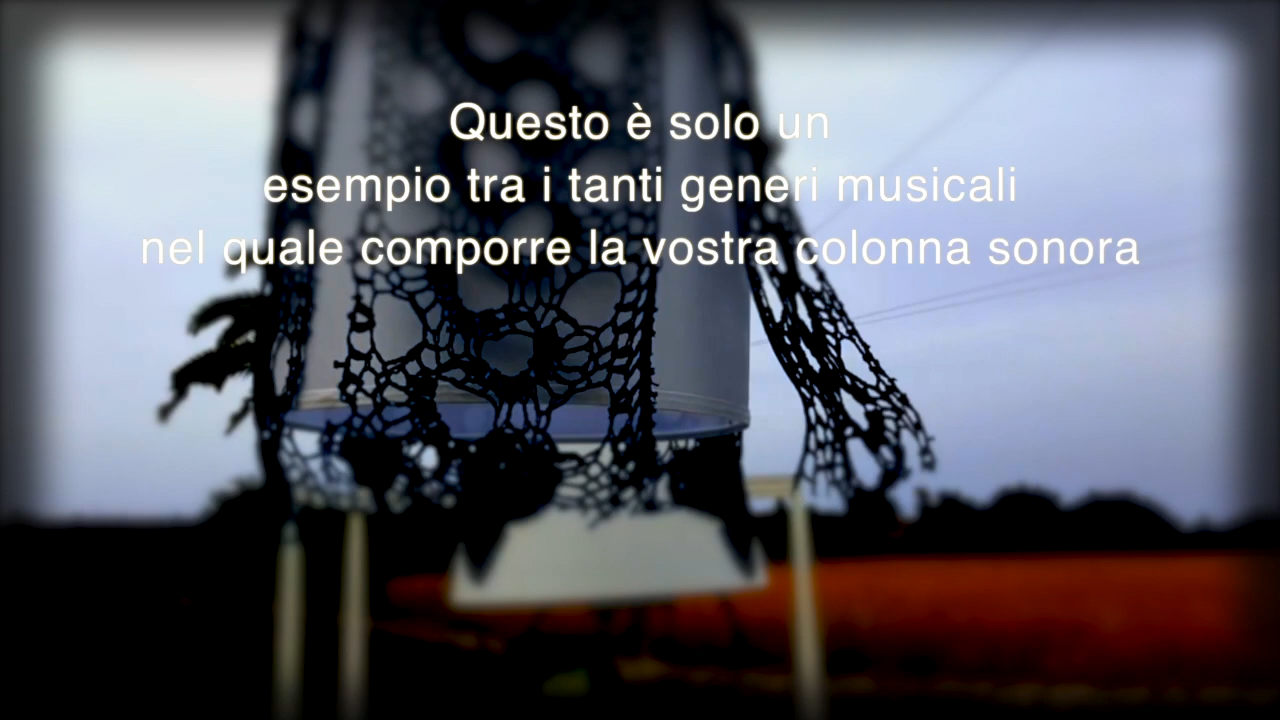 Questo è solo un
esempio tra i tanti generi musicali
nel quale comporre la vostra colonna sonora